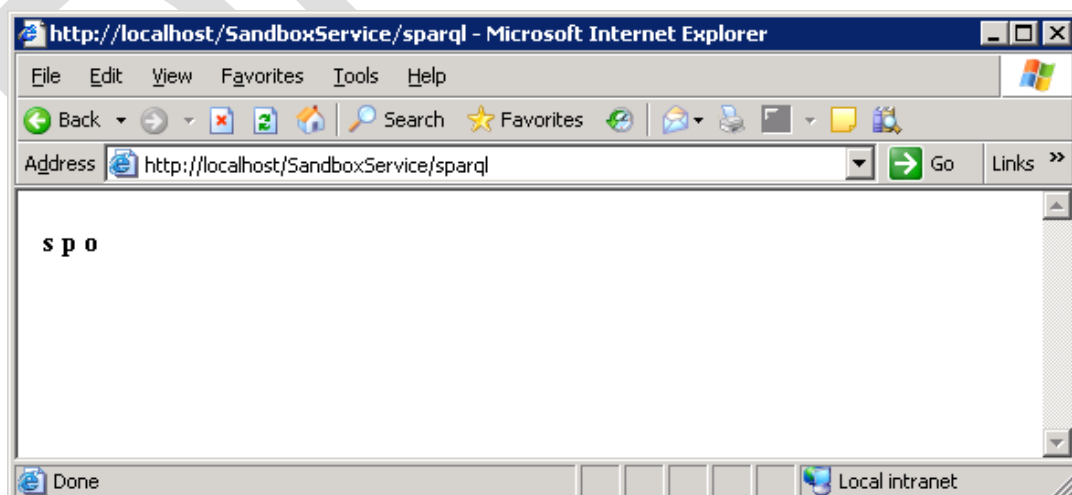 http://localhost/SandboxService/sparql - Microsoft Internet Explorer
File Edit View Favorites Tools Help
Back Search Favorites
Address http://localhost/SandboxService/sparql Go Links »
s p o
Done Local intranet